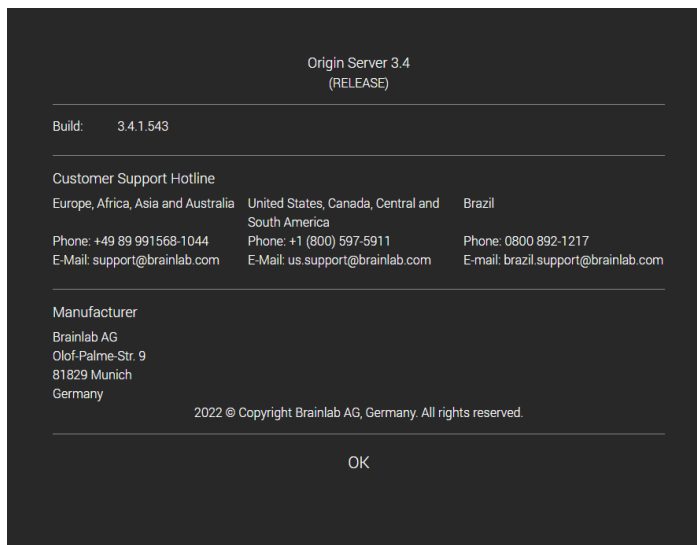 Origin Server 3.4
(RELEASE)
Build: 3.4.1.543
Customer Support Hotline
Europe, Africa, Asia and Australia
Phone: +49 89 991568-1044
E-Mail: support@brainlab.com
United States, Canada, Central and
South America
Phone: +1 (800) 597-5911
E-Mail: us.support@brainlab.com
Brazil
Phone: 0800 892-1217
E-mail: brazil.support@brainlab.com
Manufacturer
Brainlab AG
Olof-Palme-Str. 9
81829 Munich
Germany
2022 © Copyright Brainlab AG, Germany. All rights reserved.
OK